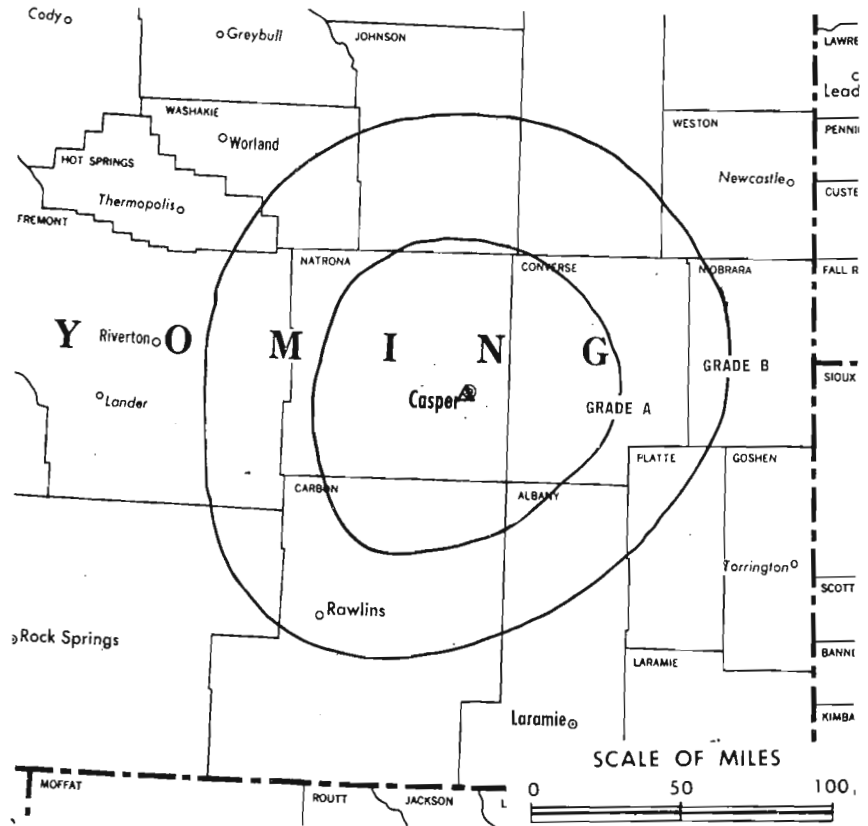 Cody
Greybull
JOHNSON
LAWRE
Lead
WASHAKIE
WESTON
PENNI
Worland
HOT SPRINGS
Newcastle
CUSTE
Thermopolis
FREMONT
NATRONA
CONVERSE
NIOBRARA
FALL R
Y O M I N G
Riverton
GRADE B
SIOUX
Lander
Casper
GRADE A
PLATTE
GOSHEN
CARBON
ALBANY
Torrington
SCOTT
Rawlins
Rock Springs
BANNE
LARAMIE
Laramie
KIMBA
SCALE OF MILES
MOFFAT
0 50 100
ROUTT
JACKSON
L